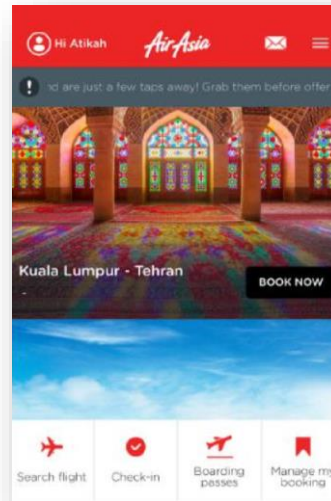 Hi Atikah
AirAsia
nd are just a few taps away! Grab them before offer
Kuala Lumpur - Tehran
-
BOOK NOW
Search flight
Check-in
Boarding
passes
Manage my
booking